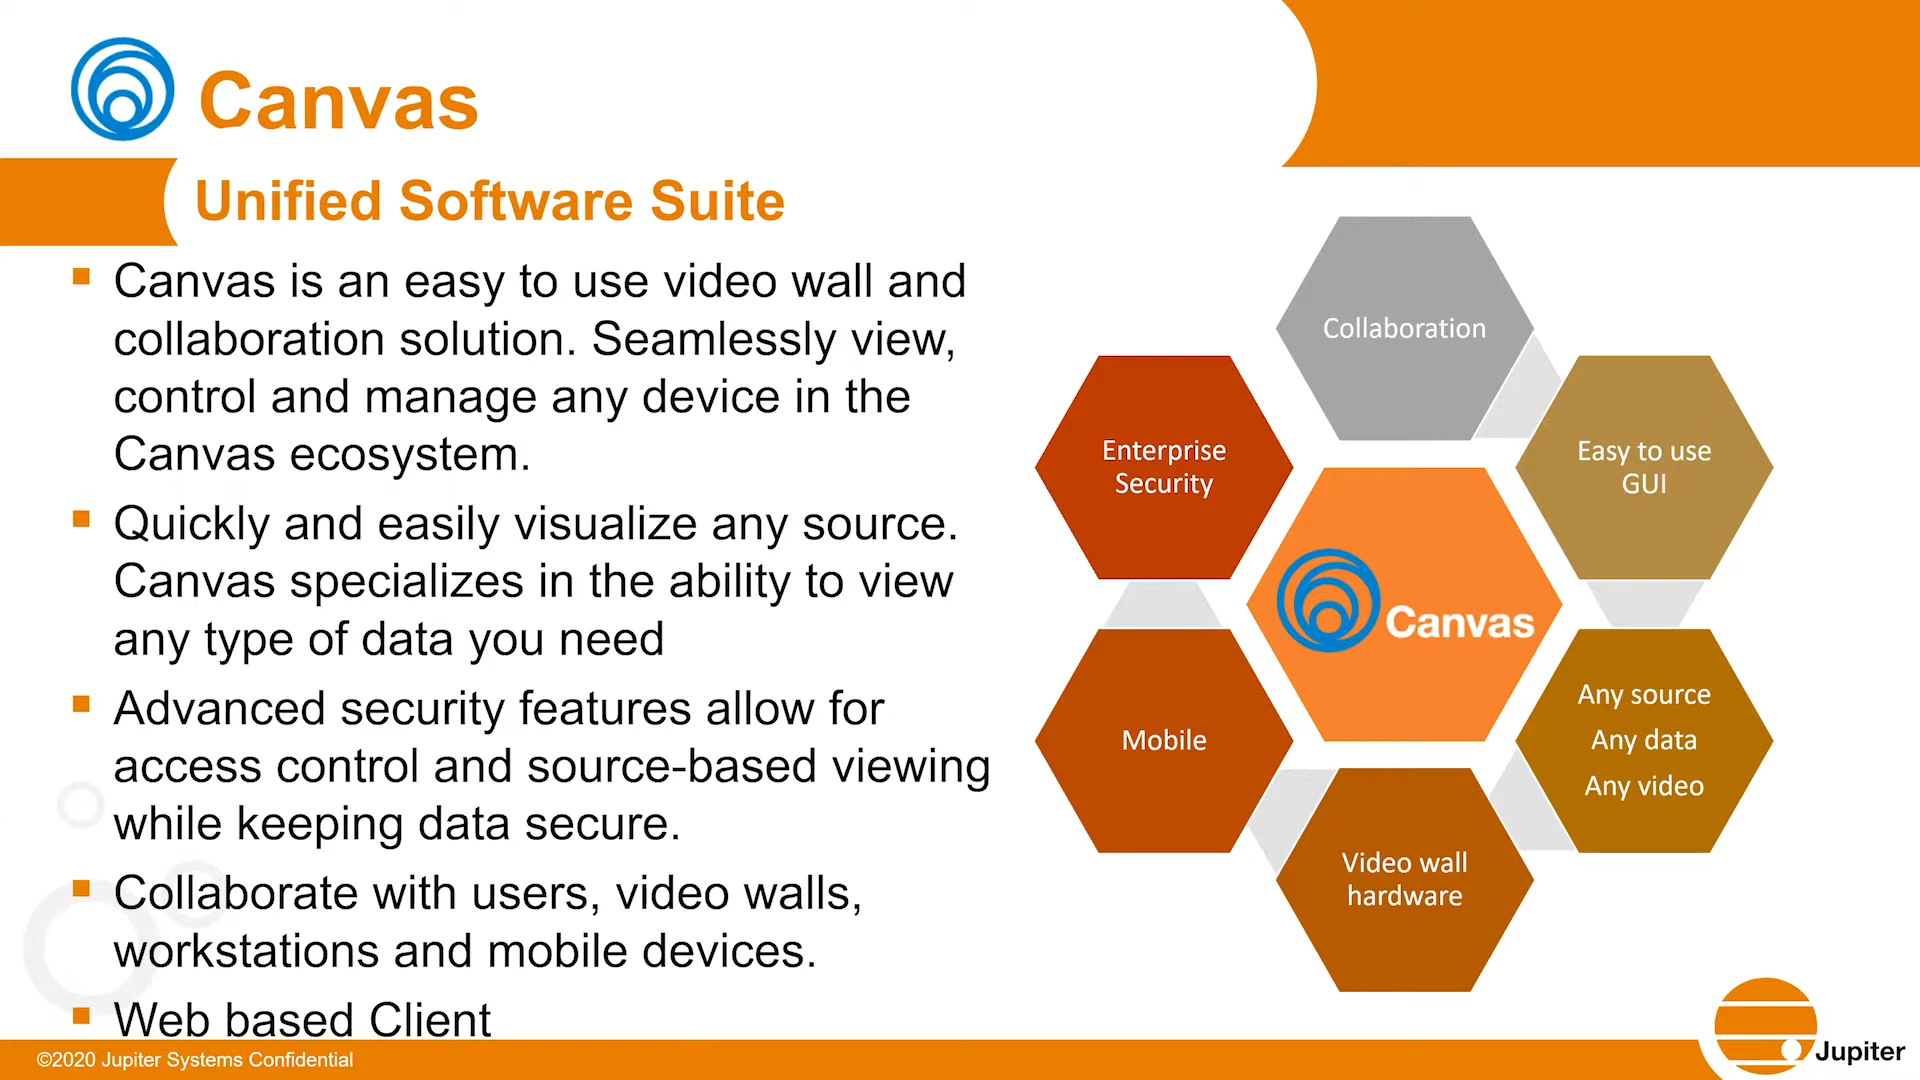 Canvas
Unified Software Suite
▪ Canvas is an easy to use video wall and
collaboration solution. Seamlessly view,
control and manage any device in the
Canvas ecosystem.
▪ Quickly and easily visualize any source.
Canvas specializes in the ability to view
any type of data you need
▪ Advanced security features allow for
access control and source-based viewing
while keeping data secure.
▪ Collaborate with users, video walls,
workstations and mobile devices.
▪ Web based Client
Collaboration
Enterprise
Security
Easy to use
GUI
Canvas
Mobile
Any source
Any data
Any video
Video wall
hardware
©2020 Jupiter Systems Confidential
Jupiter